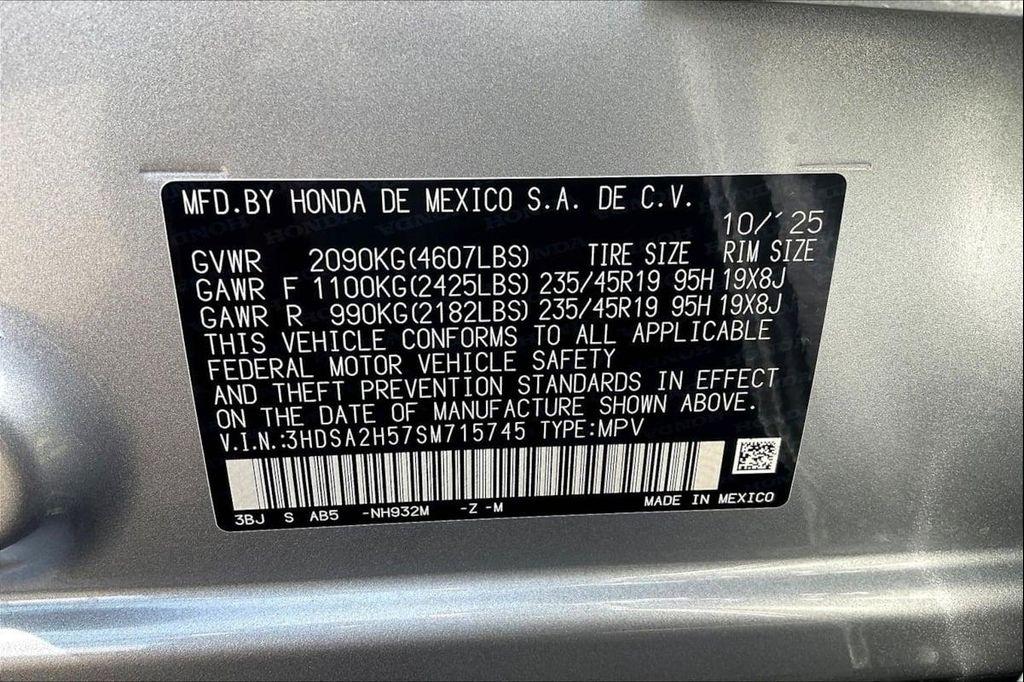 MFD.BY HONDA DE MEXICO S.A. DE C.V.
10/'25
GVWR 2090KG(4607LBS) TIRE SIZE RIM SIZE
GAWR F 1100KG(2425LBS) 235/45R19 95H 19X8J
GAWR R 990KG(2182LBS) 235/45R19 95H 19X8J
THIS VEHICLE CONFORMS TO ALL APPLICABLE
FEDERAL MOTOR VEHICLE SAFETY
AND THEFT PREVENTION STANDARDS IN EFFECT
ON THE DATE OF MANUFACTURE SHOWN ABOVE.
V.I.N.:3HDSA2H57SM715745 TYPE:MPV
MADE IN MEXICO
3BJ S AB5 -NH932M -Z -M